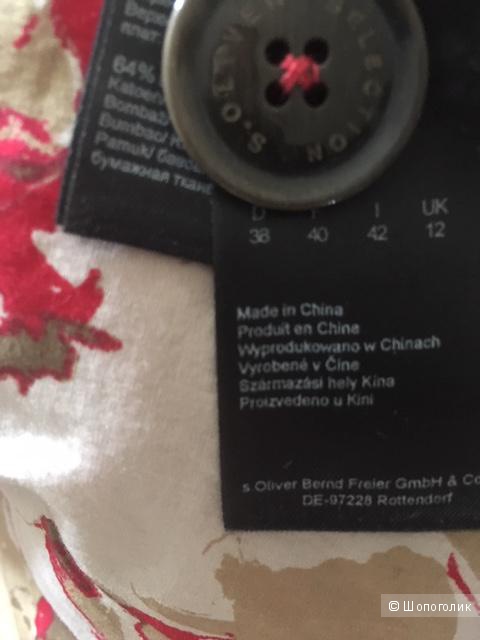 64%
Pamuk/
бумажная ткань
S.OLIVER SELECTION
D F I UK
38 40 42 12
Made in China
Produit en Chine
Wyprodukowano w Chinach
Vyrobené v Číne
Származási hely Kína
Proizvedeno u Kini
s.Oliver Bernd Freier GmbH & Co
DE-97228 Rottendorf
© Шопоголик